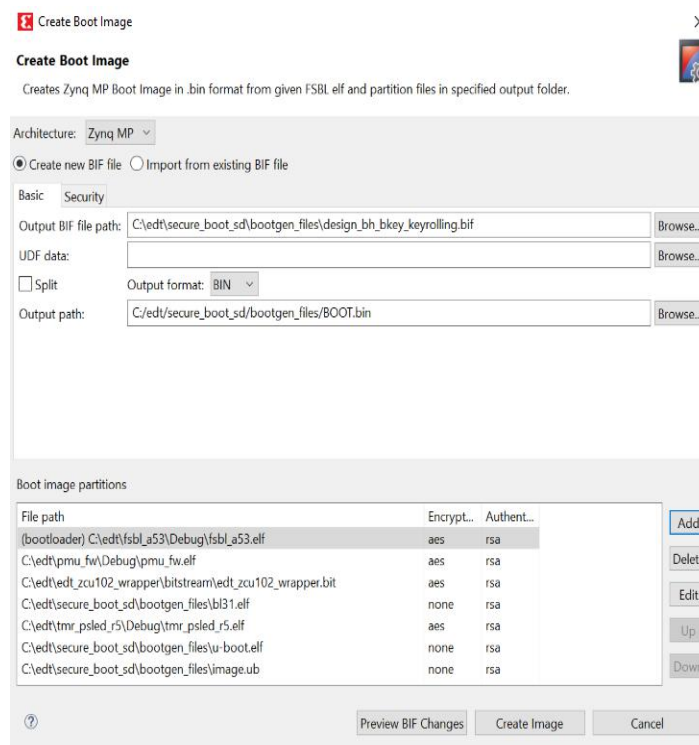 Create Boot Image
Create Boot Image
Creates Zynq MP Boot Image in .bin format from given FSBL elf and partition files in specified output folder.
Architecture: Zynq MP
Create new BIF file Import from existing BIF file
Basic Security
Output BIF file path: C:\edt\secure_boot_sd\bootgen_files\design_bh_bkey_keyrolling.bif Browse..
UDF data: Browse..
Split Output format: BIN
Output path: C:/edt/secure_boot_sd/bootgen_files/BOOT.bin Browse..
Boot image partitions
File path Encrypt... Authent...
(bootloader) C:\edt\fsbl_a53\Debug\fsbl_a53.elf aes rsa
C:\edt\pmu_fw\Debug\pmu_fw.elf aes rsa
C:\edt\edt_zcu102_wrapper\bitstream\edt_zcu102_wrapper.bit aes rsa
C:\edt\secure_boot_sd\bootgen_files\bl31.elf none rsa
C:\edt\tmr_psled_r5\Debug\tmr_psled_r5.elf aes rsa
C:\edt\secure_boot_sd\bootgen_files\u-boot.elf none rsa
C:\edt\secure_boot_sd\bootgen_files\image.ub none rsa
Add
Delet
Edit
Up
Down
? Preview BIF Changes Create Image Cancel